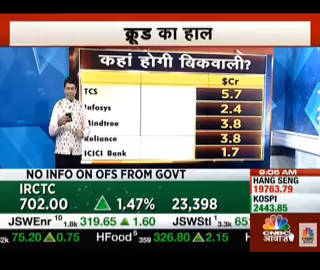 क्रूड का हाल
कहां होगी बिकवाली?
$Cr
TCS 5.7
Infosys 2.4
Mindtree 3.8
Reliance 3.8
ICICI Bank 1.7
NO INFO ON OFS FROM GOVT
9:05 AM
IRCTC
702.00 ▲ 1.47% 23,398
HANG SENG
19763.79
KOSPI
2443.85
JSWEnr 319.65 ▲ 1.60 JSWStl
75.20 ▲ 0.75 HFood 326.80 ▲ 2.15
CNBC
आवाज़